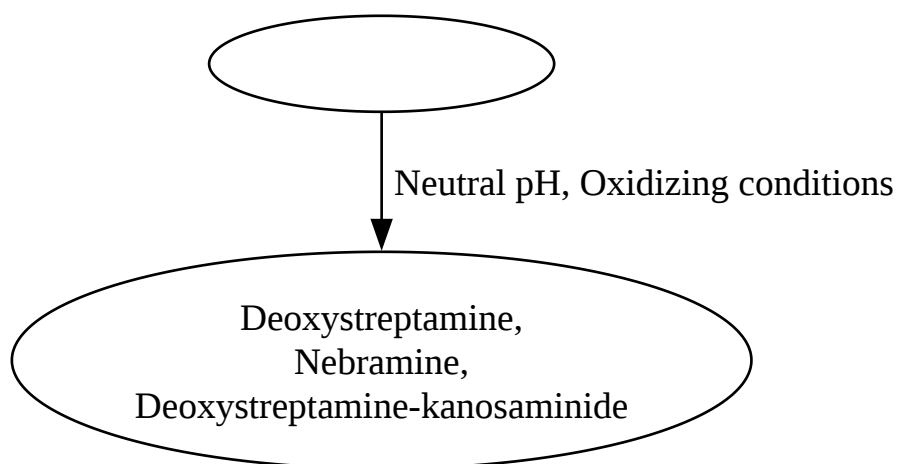 Neutral pH, Oxidizing conditions
Deoxystreptamine,
Nebramine,
Deoxystreptamine-kanosaminide